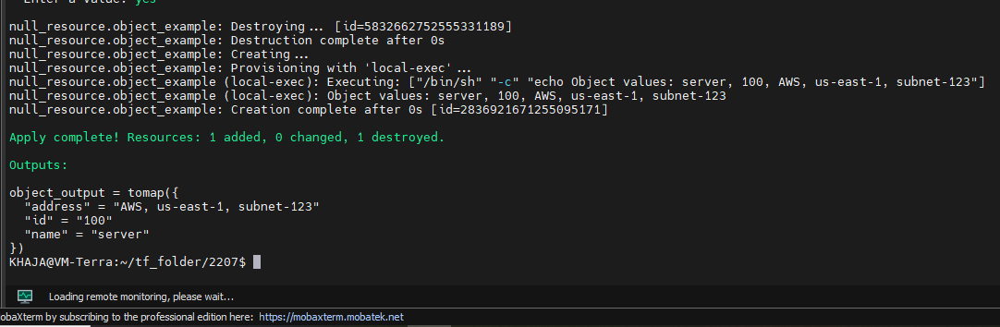 Enter a value: yes
null_resource.object_example: Destroying... [id=5832662752555331189]
null_resource.object_example: Destruction complete after 0s
null_resource.object_example: Creating...
null_resource.object_example: Provisioning with 'local-exec'...
null_resource.object_example (local-exec): Executing: ["/bin/sh" "-c" "echo Object values: server, 100, AWS, us-east-1, subnet-123"]
null_resource.object_example (local-exec): Object values: server, 100, AWS, us-east-1, subnet-123
null_resource.object_example: Creation complete after 0s [id=2836921671255095171]
Apply complete! Resources: 1 added, 0 changed, 1 destroyed.
Outputs:
object_output = tomap({
"address" = "AWS, us-east-1, subnet-123"
"id" = "100"
"name" = "server"
})
KHAJA@VM-Terra:~/tf_folder/2207$
Loading remote monitoring, please wait...
obaXterm by subscribing to the professional edition here: https://mobaxterm.mobatek.net